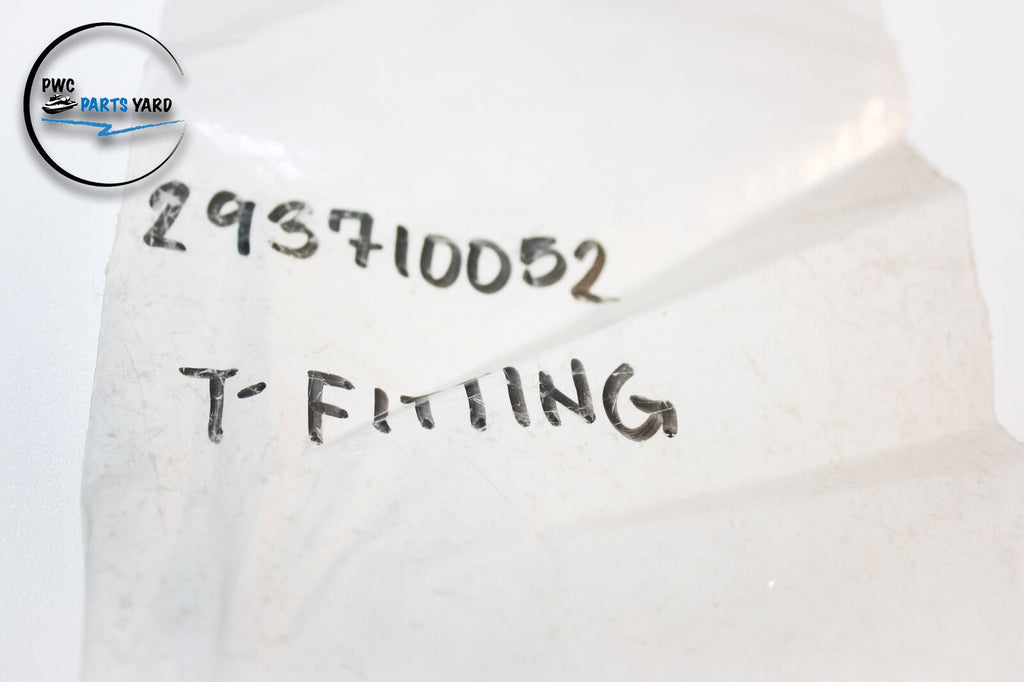 PWC
PARTS YARD
293710052
T-FITTING